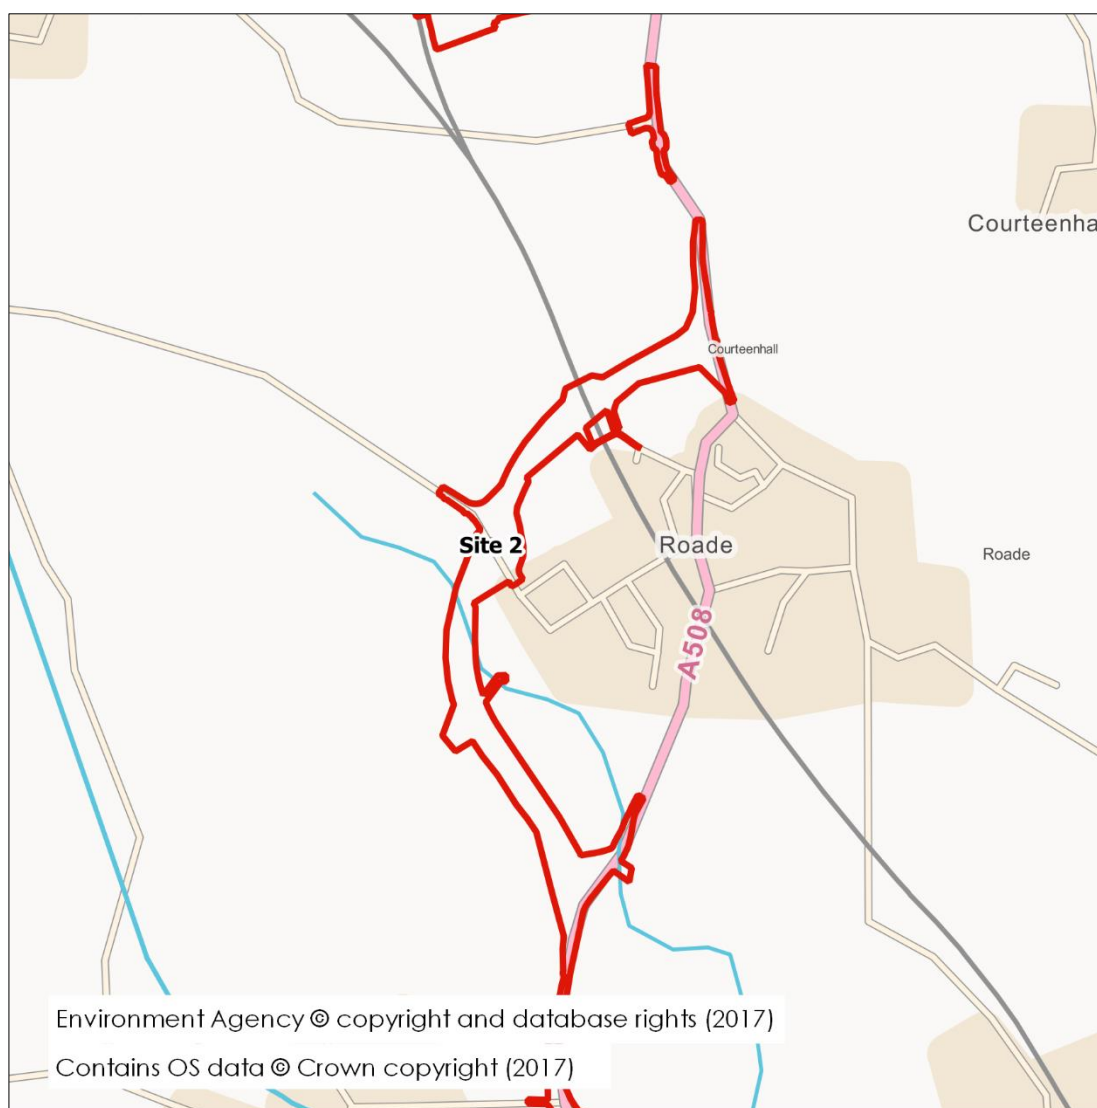 Courteenha
Courteenhall
Site 2
Roade
Roade
A508
Environment Agency © copyright and database rights (2017)
Contains OS data © Crown copyright (2017)